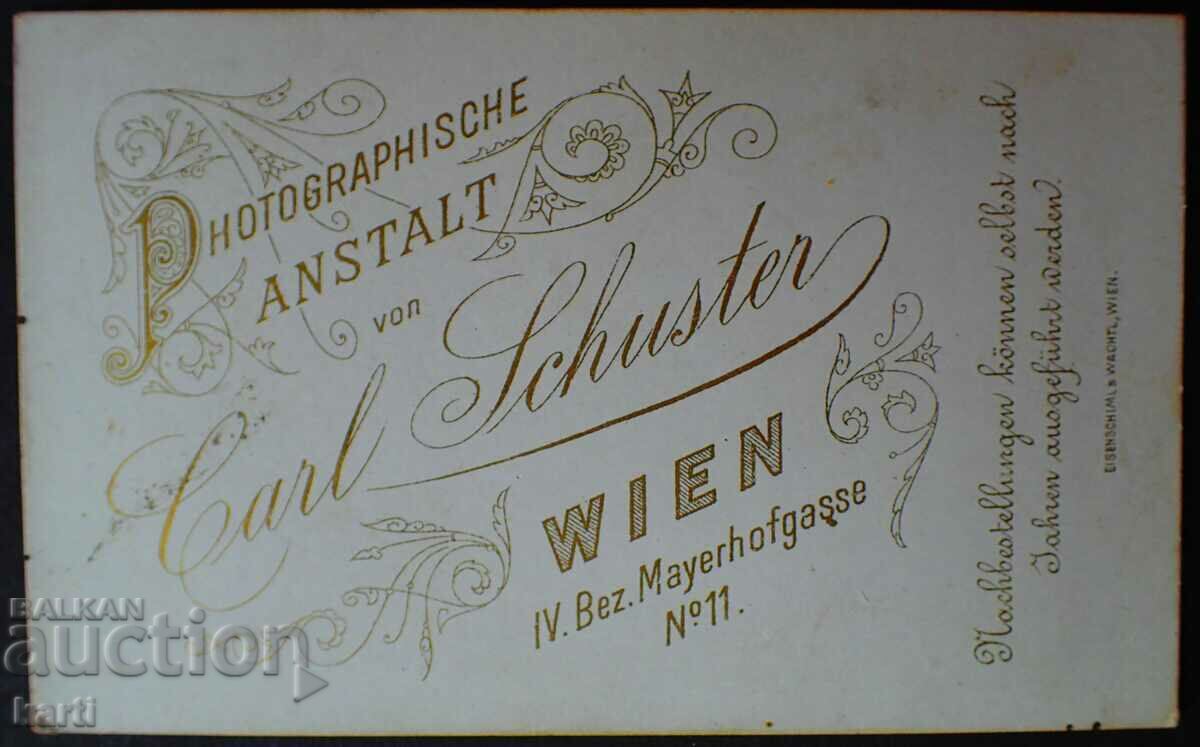 PHOTOGRAPHISCHE
ANSTALT
von
Carl Schuster
WIEN
IV. Bez. Mayerhofgasse
No 11.
Nachbestellungen können selbst nach
Jahren ausgeführt werden.
EISENSCHIML & WACHTL, WIEN.
BALKAN
auction
karti